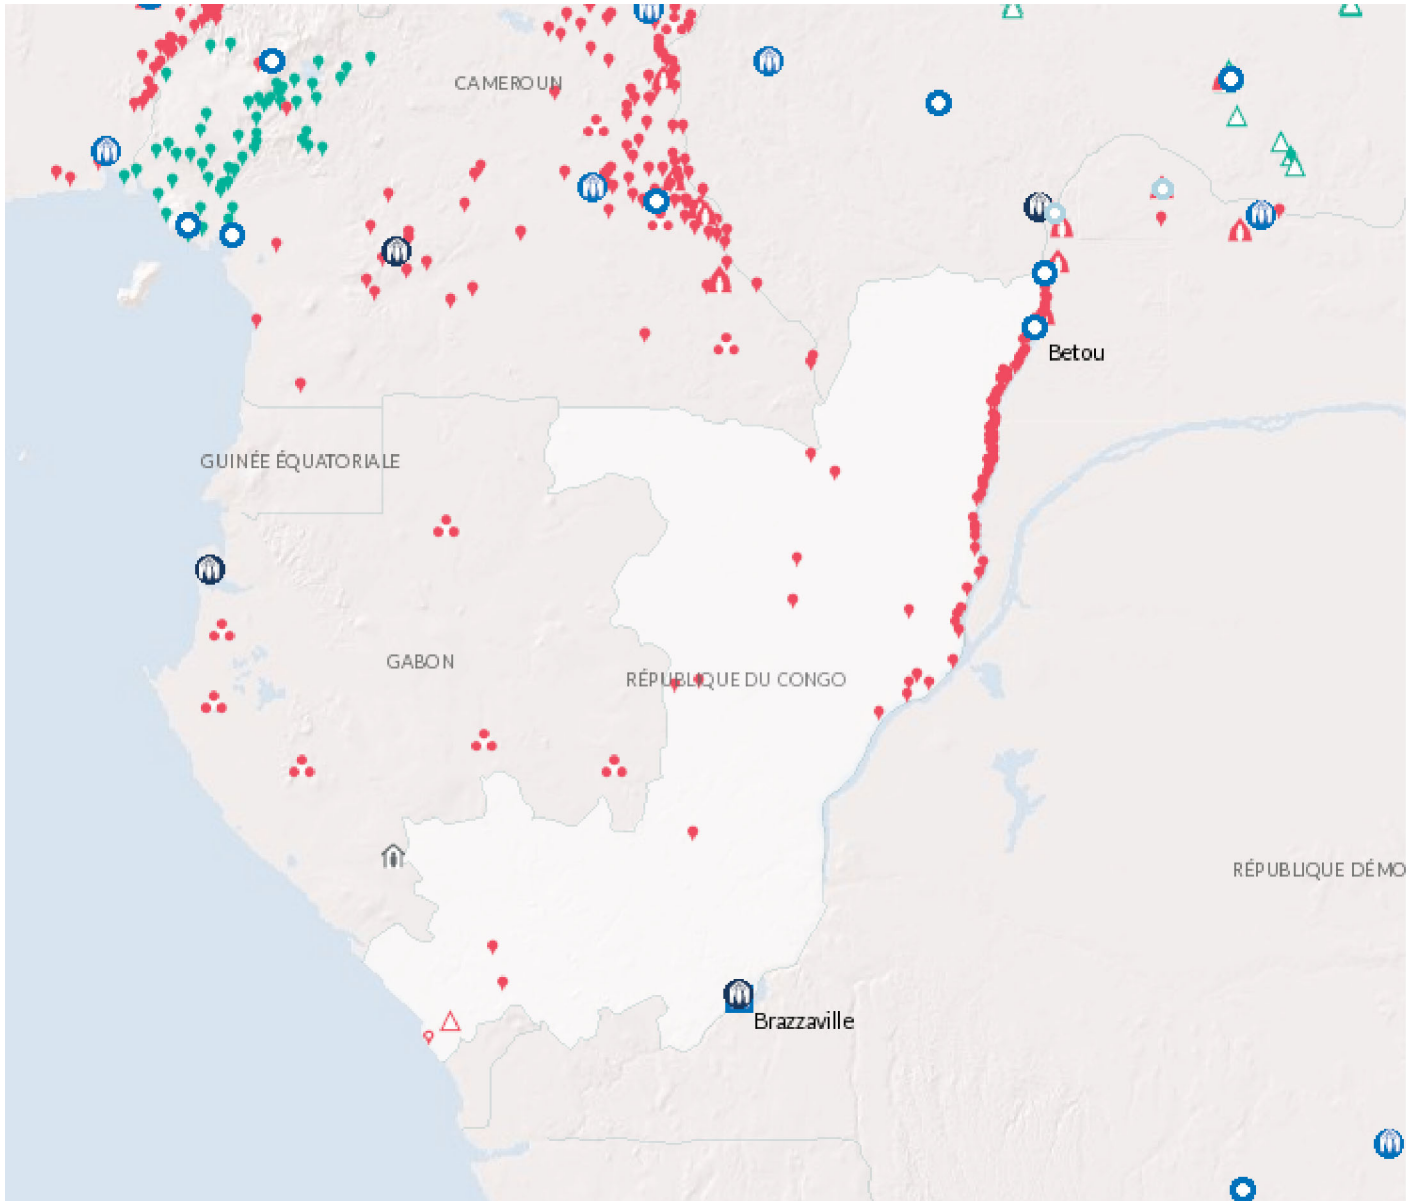 CAMEROUN
Betou
GUINÉE ÉQUATORIALE
GABON
RÉPUBLIQUE DU CONGO
RÉPUBLIQUE DÉMO
Brazzaville